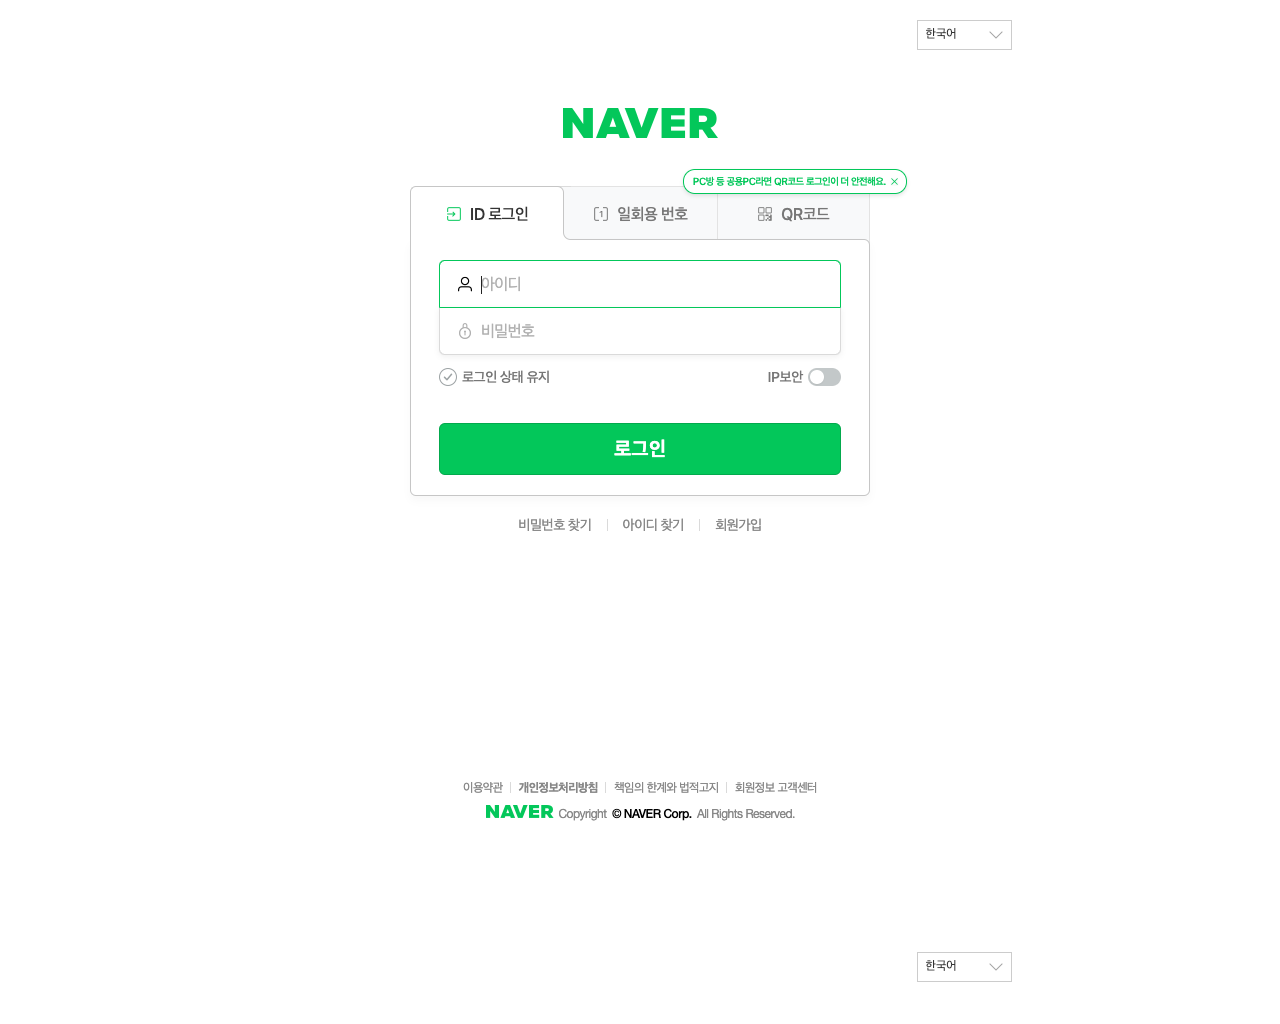 한국어
NAVER
PC방 등 공용PC라면 QR코드 로그인이 더 안전해요.
ID 로그인
일회용 번호
QR코드
아이디
비밀번호
로그인 상태 유지 IP보안
로그인
비밀번호 찾기 아이디 찾기 회원가입
이용약관 개인정보처리방침 책임의 한계와 법적고지 회원정보 고객센터
NAVER Copyright © NAVER Corp. All Rights Reserved.
한국어